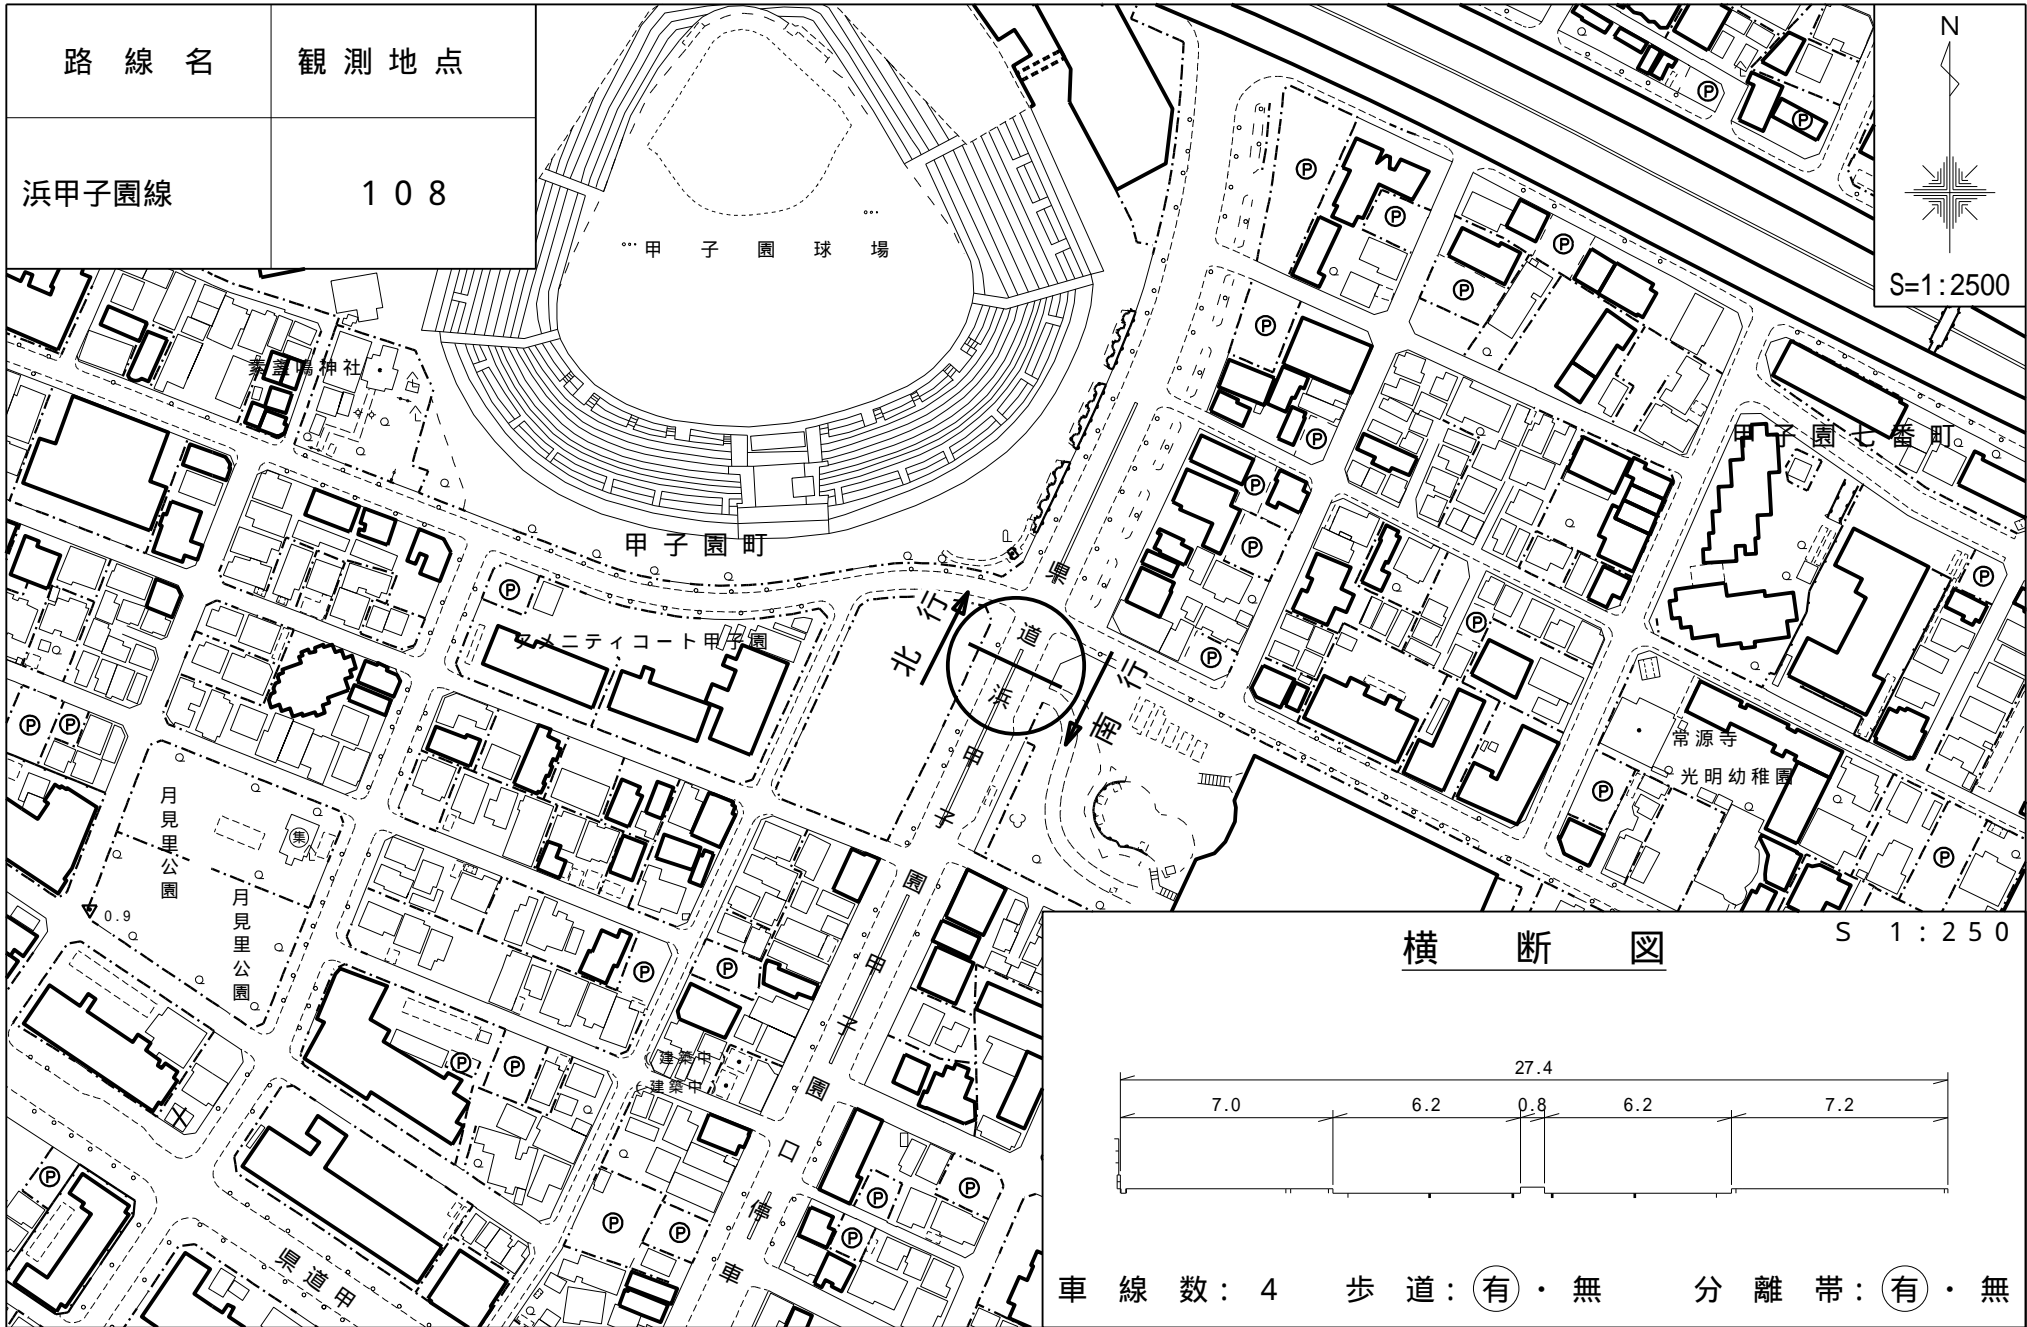 路線名 観測地点
浜甲子園線 108
N
S=1:2500
甲子園球場
素盞嗚神社
甲子園七番町
甲子園町
アメニティコート甲子園
北行
南行
県道浜甲子園甲子園口停車
常源寺
光明幼稚園
月見里公園
月見里公園
集
0.9
(建築中)
(建築中)
県道甲
P
横断図
S 1:250
27.4
7.0 6.2 0.8 6.2 7.2
車線数: 4 歩道: 有・無 分離帯: 有・無